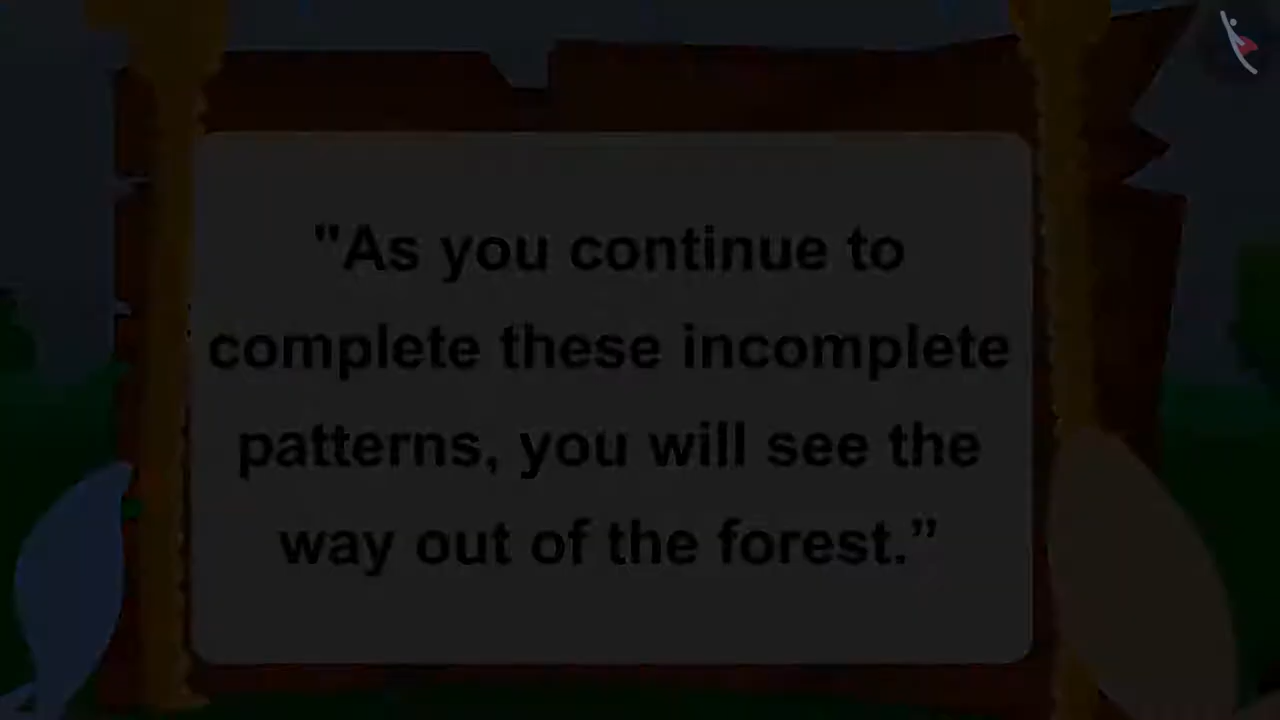 "As you continue to
complete these incomplete
patterns, you will see the
way out of the forest.”